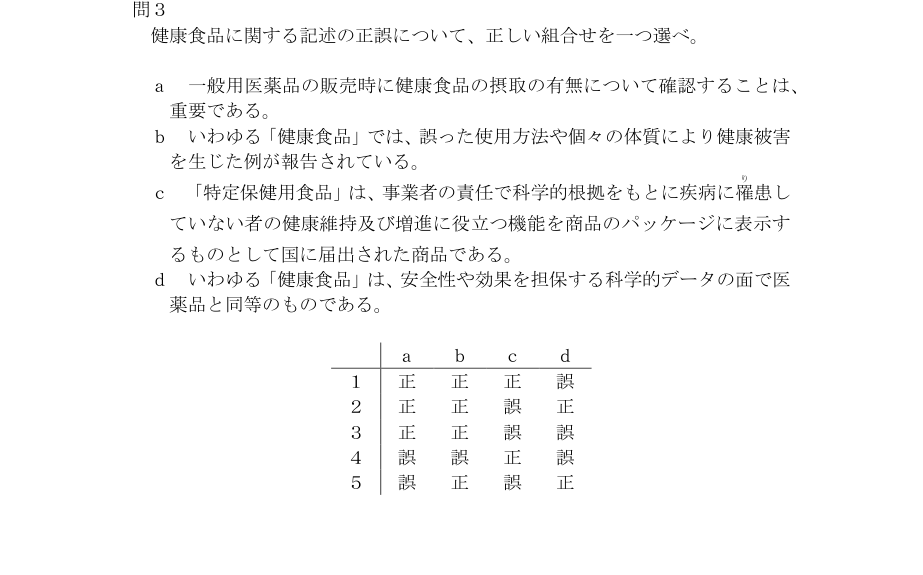 問３
健康食品に関する記述の正誤について、正しい組合せを一つ選べ。
ａ　一般用医薬品の販売時に健康食品の摂取の有無について確認することは、
重要である。
ｂ　いわゆる「健康食品」では、誤った使用方法や個々の体質により健康被害
を生じた例が報告されている。
り
ｃ　「特定保健用食品」は、事業者の責任で科学的根拠をもとに疾病に罹患し
ていない者の健康維持及び増進に役立つ機能を商品のパッケージに表示す
るものとして国に届出された商品である。
ｄ　いわゆる「健康食品」は、安全性や効果を担保する科学的データの面で医
薬品と同等のものである。
ａ　ｂ　ｃ　ｄ
１　正　正　正　誤
２　正　正　誤　正
３　正　正　誤　誤
４　誤　誤　正　誤
５　誤　正　誤　正